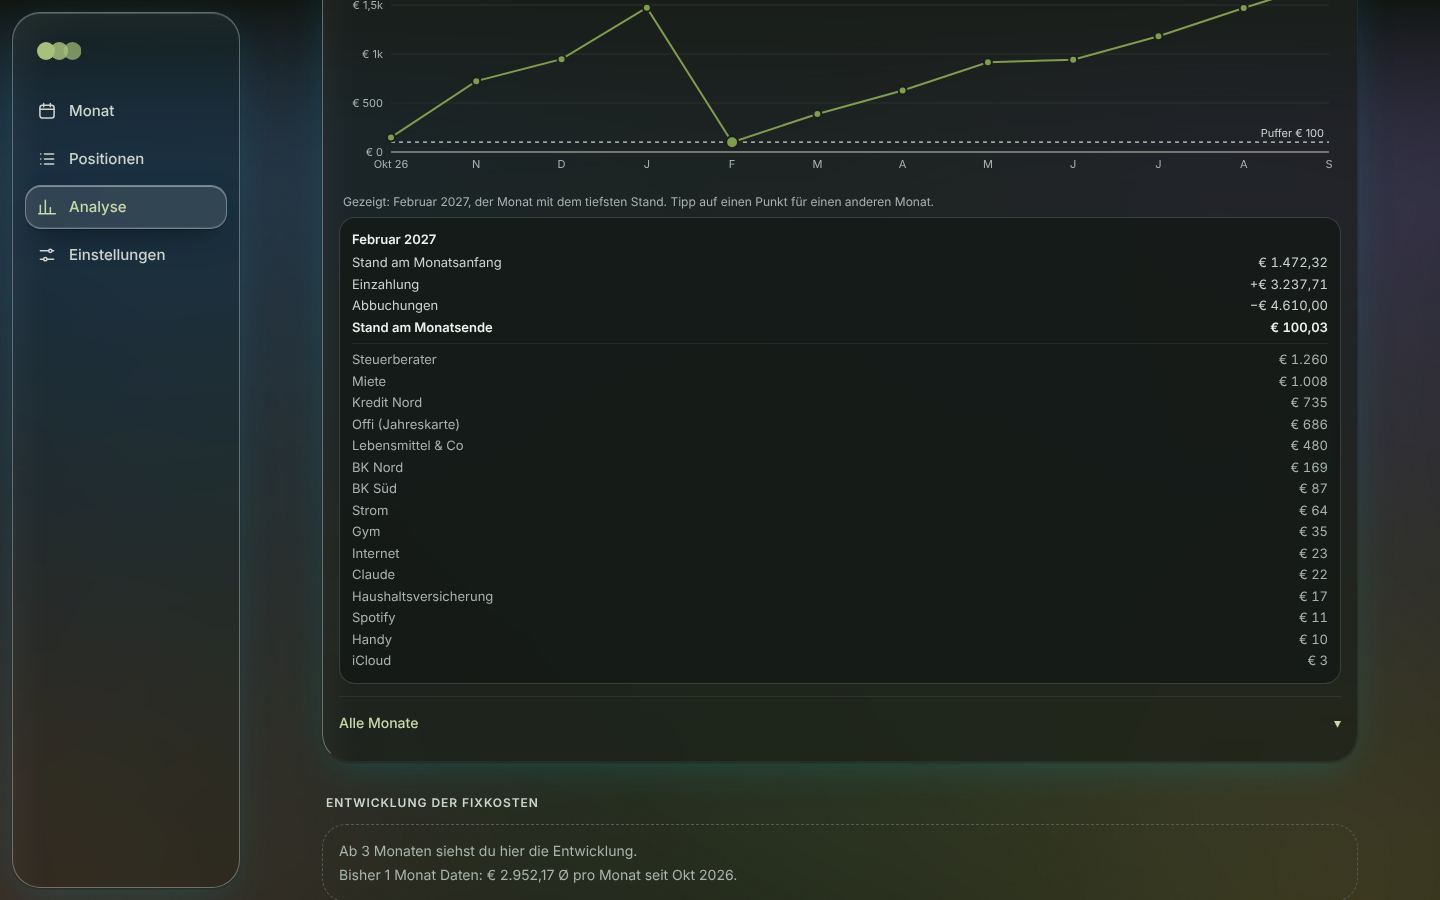 Monat
Positionen
Analyse
Einstellungen
€ 1,5k
€ 1k
€ 500
Puffer € 100
€ 0
Okt 26 N D J F M A M J J A S
Gezeigt: Februar 2027, der Monat mit dem tiefsten Stand. Tipp auf einen Punkt für einen anderen Monat.
Februar 2027
Stand am Monatsanfang € 1.472,32
Einzahlung +€ 3.237,71
Abbuchungen −€ 4.610,00
Stand am Monatsende € 100,03
Steuerberater € 1.260
Miete € 1.008
Kredit Nord € 735
Offi (Jahreskarte) € 686
Lebensmittel & Co € 480
BK Nord € 169
BK Süd € 87
Strom € 64
Gym € 35
Internet € 23
Claude € 22
Haushaltsversicherung € 17
Spotify € 11
Handy € 10
iCloud € 3
Alle Monate ▼
ENTWICKLUNG DER FIXKOSTEN
Ab 3 Monaten siehst du hier die Entwicklung.
Bisher 1 Monat Daten: € 2.952,17 Ø pro Monat seit Okt 2026.